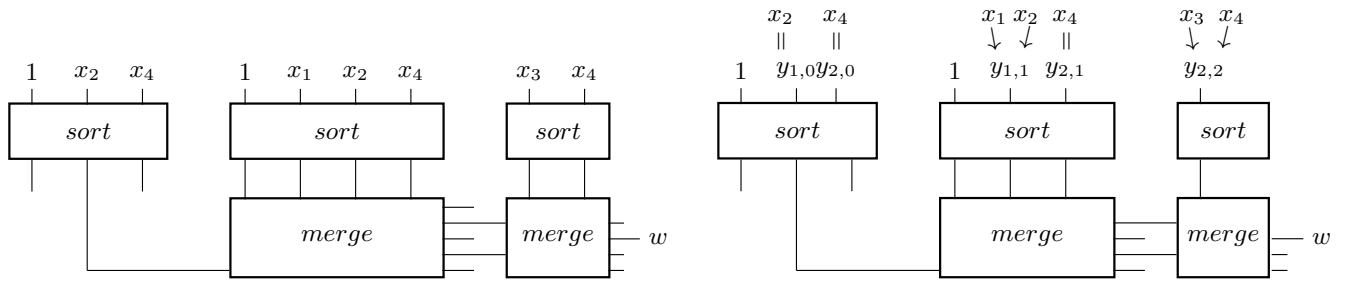 x₂ x₄ x₁ x₂ x₄ x₃ x₄
1 x₂ x₄ 1 x₁ x₂ x₄ x₃ x₄ 1 y₁,₀ y₂,₀ 1 y₁,₁ y₂,₁ y₂,₂
sort sort sort sort sort sort
merge merge w merge merge w